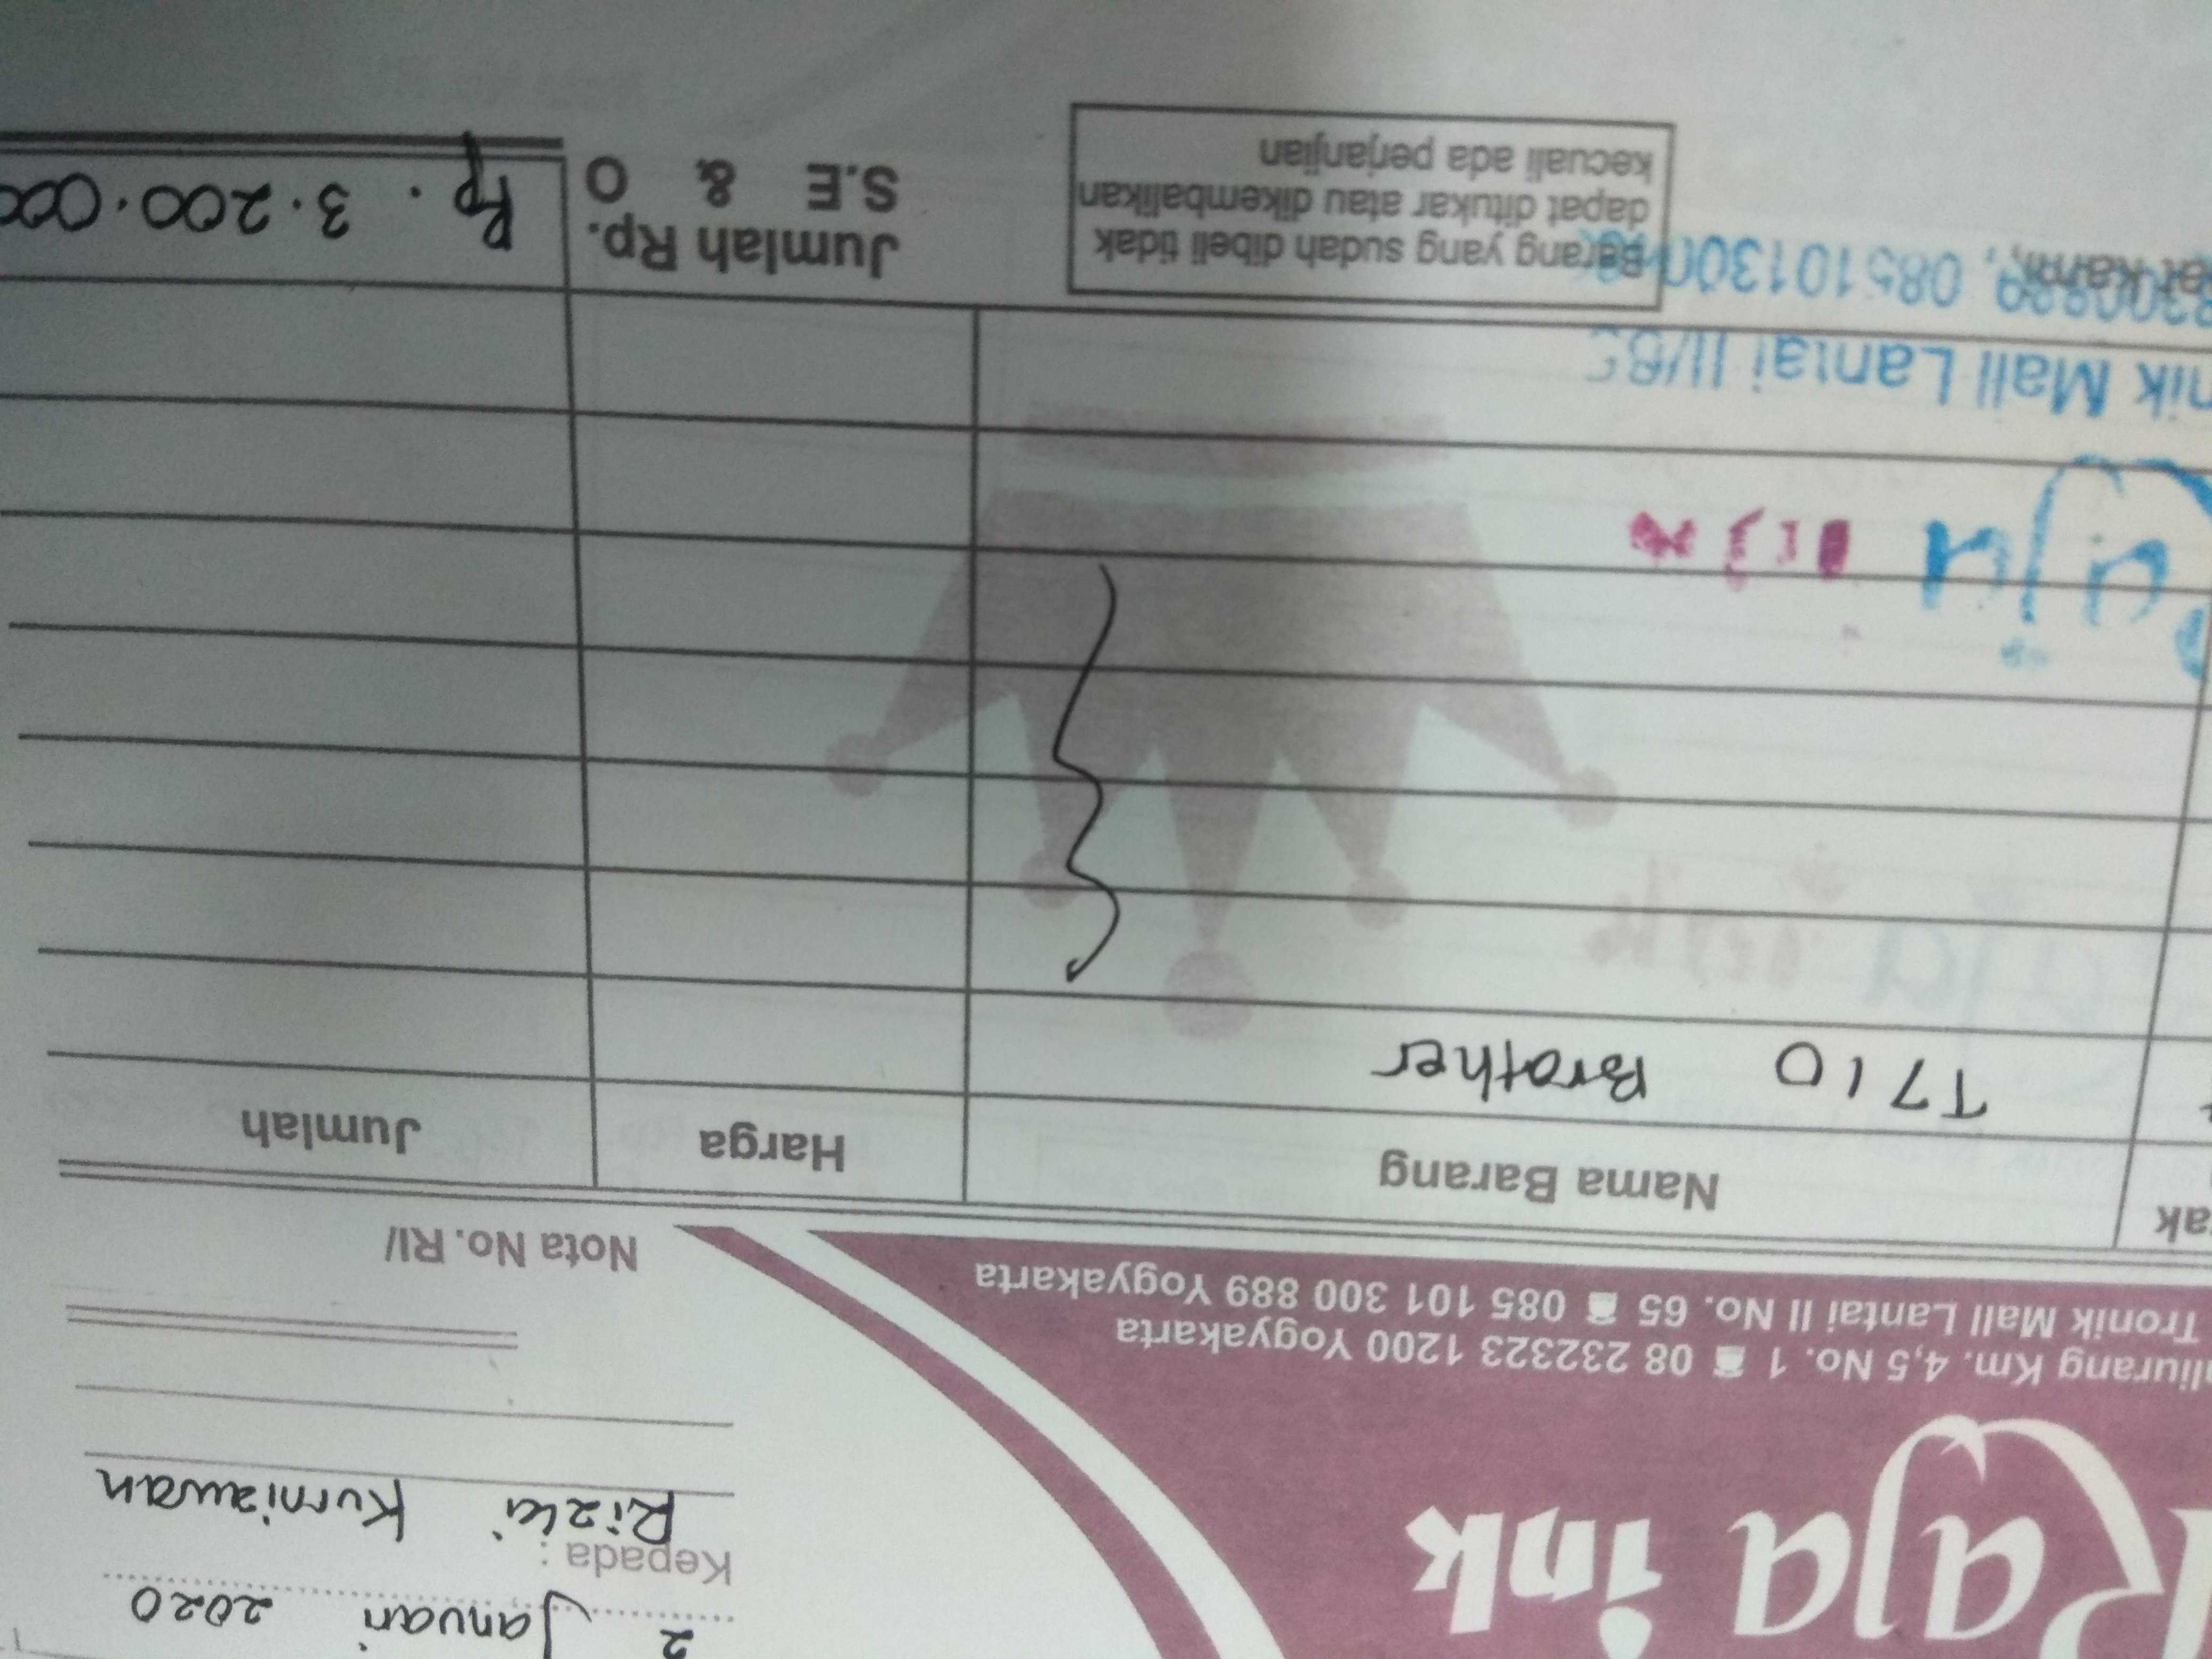 Raja ink
2 Januari 2020
Kepada :
Rizki Kurniawan
Km. 4,5 No. 1 ☎ 08 232323 1200 Yogyakarta
Tronik Mall Lantai II No. 65 ☎ 085 101 300 889 Yogyakarta
Nota No. RI/
Nama Barang Harga Jumlah
T710 Brother
Raja
Mall Lantai II/
Barang yang sudah dibeli tidak
dapat ditukar atau dikembalikan
kecuali ada perjanjian
Jumlah Rp. Rp. 3.200.000
S.E & O